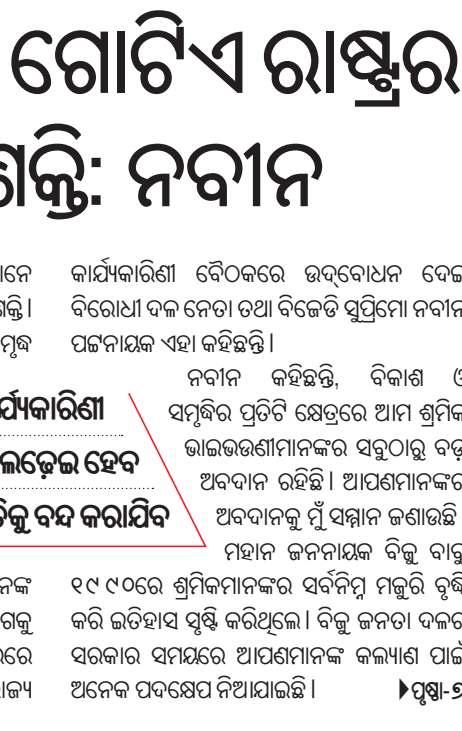 ଗୋଟିଏ ରାଷ୍ଟ୍ରର
ଶକ୍ତି: ନବୀନ
କାର୍ଯ୍ୟକାରିଣୀ ବୈଠକରେ ଉଦ୍‌ବୋଧନ ଦେଇ
ବିରୋଧୀ ଦଳ ନେତା ତଥା ବିଜେଡି ସୁପ୍ରିମୋ ନବୀନ
ପଟ୍ଟନାୟକ ଏହା କହିଛନ୍ତି।
ନବୀନ କହିଛନ୍ତି, ବିକାଶ ଓ
ସମୃଦ୍ଧିର ପ୍ରତିଟି କ୍ଷେତ୍ରରେ ଆମ ଶ୍ରମିକ
ଭାଇଭଉଣୀମାନଙ୍କର ସବୁଠାରୁ ବଡ଼
ଅବଦାନ ରହିଛି। ଆପଣମାନଙ୍କର
ଅବଦାନକୁ ମୁଁ ସମ୍ମାନ ଜଣାଉଛି
ମହାନ ଜନନାୟକ ବିଜୁ ବାବୁ
୧୯୯୦ରେ ଶ୍ରମିକମାନଙ୍କର ସର୍ବନିମ୍ନ ମଜୁରି ବୃଦ୍ଧି
କରି ଇତିହାସ ସୃଷ୍ଟି କରିଥିଲେ। ବିଜୁ ଜନତା ଦଳର
ସରକାର ସମୟରେ ଆପଣମାନଙ୍କ କଲ୍ୟାଣ ପାଇଁ
ଅନେକ ପଦକ୍ଷେପ ନିଆଯାଇଛି।
▶ପୃଷ୍ଠା-୭
ହେବ
ବନ୍ଦ କରାଯିବ